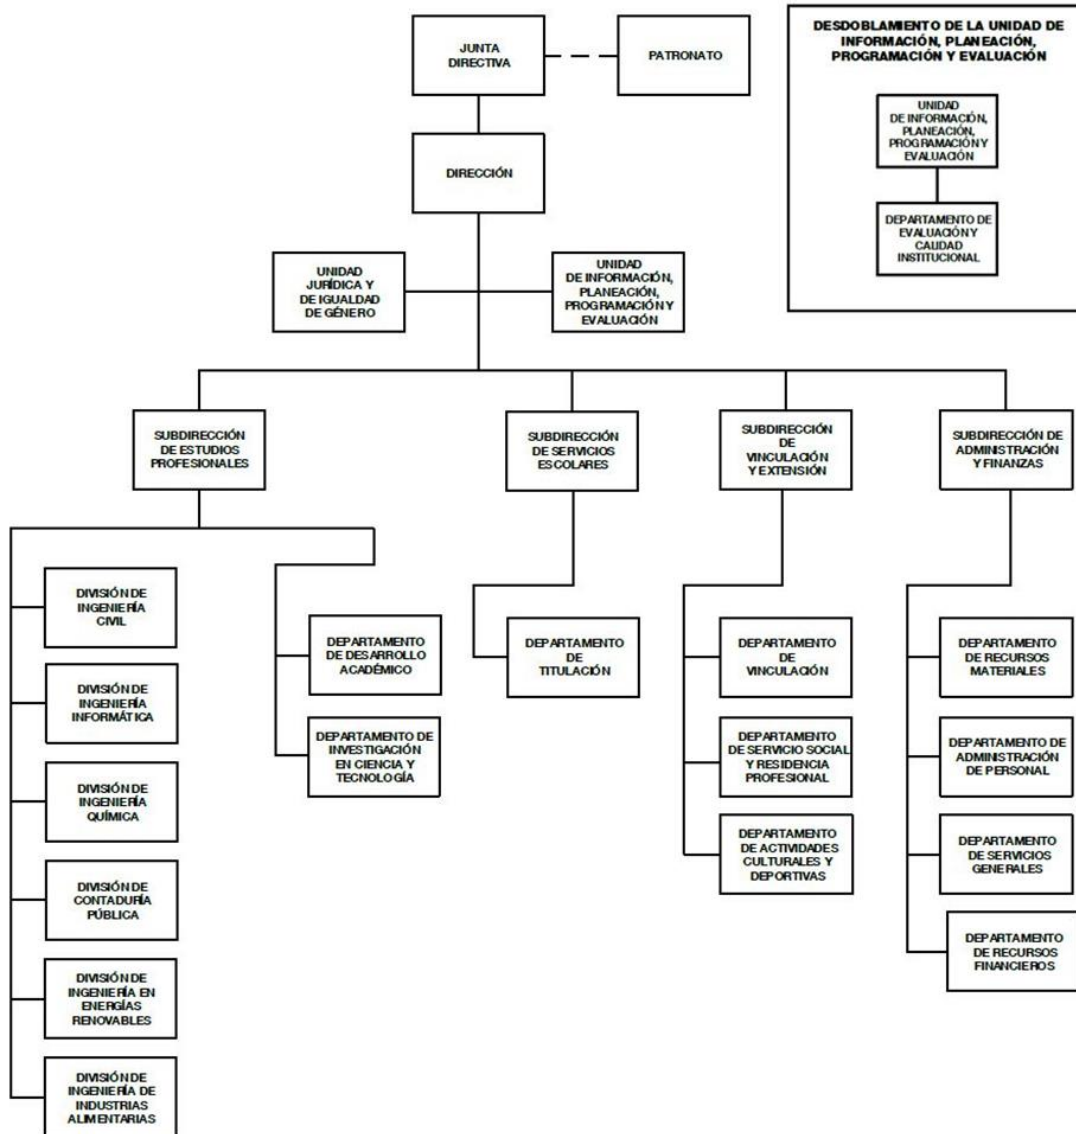 JUNTA
DIRECTIVA
PATRONATO
DESDOBLAMIENTO DE LA UNIDAD DE
INFORMACIÓN, PLANEACIÓN,
PROGRAMACIÓN Y EVALUACIÓN
UNIDAD
DE INFORMACIÓN,
PLANEACIÓN,
PROGRAMACIÓN Y
EVALUACIÓN
DEPARTAMENTO DE
EVALUACIÓN Y
CALIDAD
INSTITUCIONAL
DIRECCIÓN
UNIDAD
JURÍDICA Y
DE IGUALDAD
DE GÉNERO
UNIDAD
DE INFORMACIÓN,
PLANEACIÓN,
PROGRAMACIÓN Y
EVALUACIÓN
SUBDIRECCIÓN
DE ESTUDIOS
PROFESIONALES
SUBDIRECCIÓN
DE SERVICIOS
ESCOLARES
SUBDIRECCIÓN
DE
VINCULACIÓN
Y EXTENSIÓN
SUBDIRECCIÓN DE
ADMINISTRACIÓN
Y FINANZAS
DIVISIÓN DE
INGENIERÍA
CIVIL
DIVISIÓN DE
INGENIERÍA
INFORMÁTICA
DIVISIÓN DE
INGENIERÍA
QUÍMICA
DIVISIÓN DE
CONTADURÍA
PÚBLICA
DIVISIÓN DE
INGENIERÍA EN
ENERGÍAS
RENOVABLES
DIVISIÓN DE
INGENIERÍA DE
INDUSTRIAS
ALIMENTARIAS
DEPARTAMENTO
DE DESARROLLO
ACADÉMICO
DEPARTAMENTO DE
INVESTIGACIÓN
EN CIENCIA Y
TECNOLOGÍA
DEPARTAMENTO
DE
TITULACIÓN
DEPARTAMENTO
DE
VINCULACIÓN
DEPARTAMENTO
DE SERVICIO SOCIAL
Y RESIDENCIA
PROFESIONAL
DEPARTAMENTO
DE ACTIVIDADES
CULTURALES Y
DEPORTIVAS
DEPARTAMENTO
DE RECURSOS
MATERIALES
DEPARTAMENTO DE
ADMINISTRACIÓN
DE PERSONAL
DEPARTAMENTO
DE SERVICIOS
GENERALES
DEPARTAMENTO
DE RECURSOS
FINANCIEROS